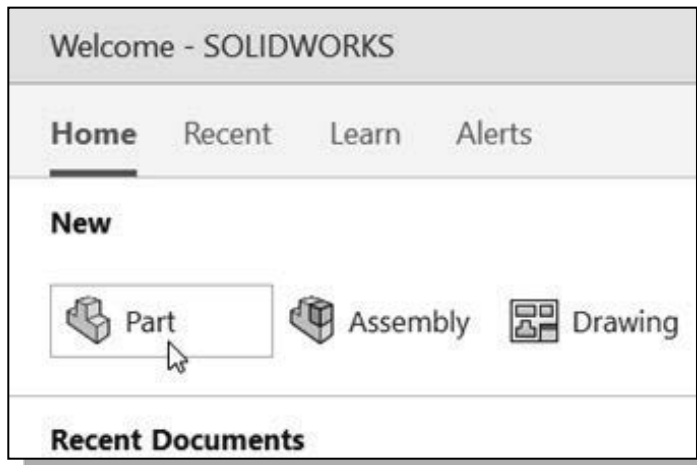 Welcome - SOLIDWORKS
Home Recent Learn Alerts
New
Part Assembly Drawing
Recent Documents